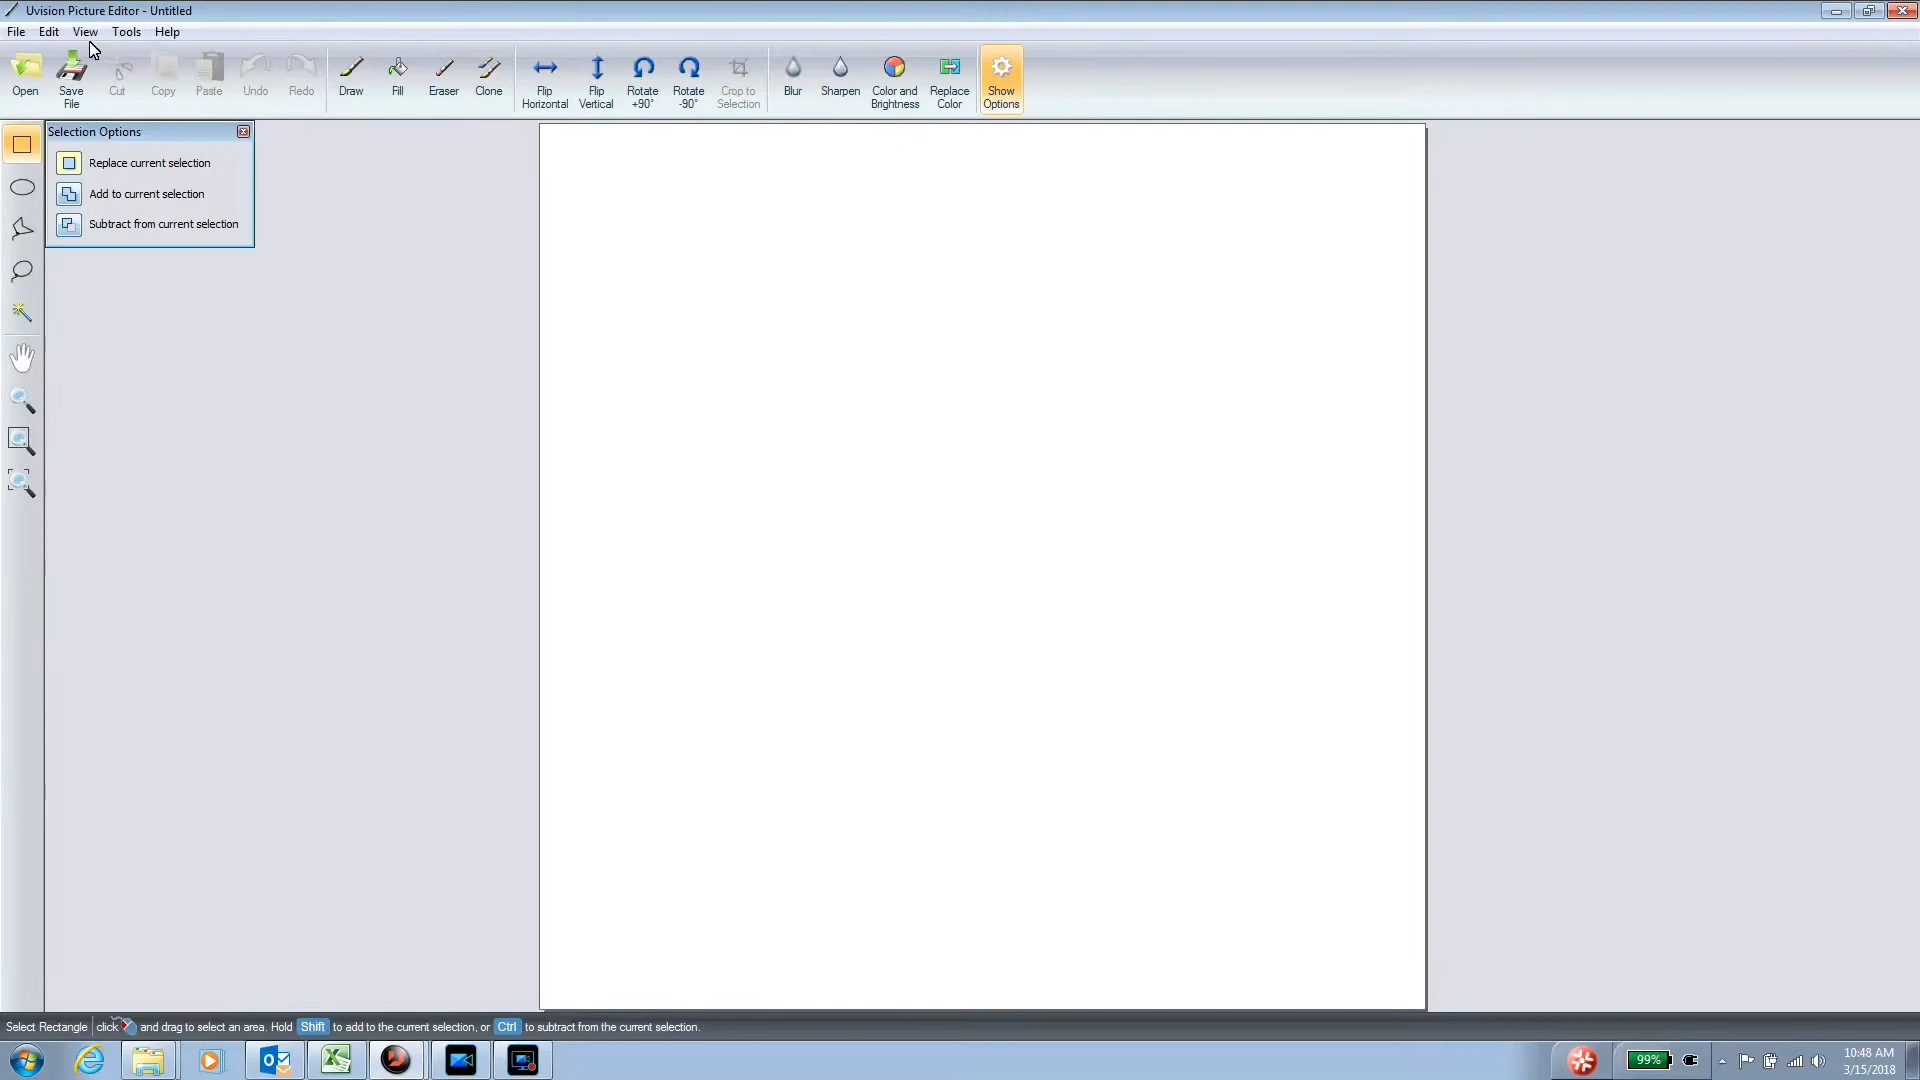 Uvision Picture Editor - Untitled
File Edit View Tools Help
Open Save File Cut Copy Paste Undo Redo Draw Fill Eraser Clone Flip Horizontal Flip Vertical Rotate +90° Rotate -90° Crop to Selection Blur Sharpen Color and Brightness Replace Color Show Options
Selection Options
Replace current selection
Add to current selection
Subtract from current selection
Select Rectangle click and drag to select an area. Hold Shift to add to the current selection, or Ctrl to subtract from the current selection.
99%
10:48 AM
3/15/2018